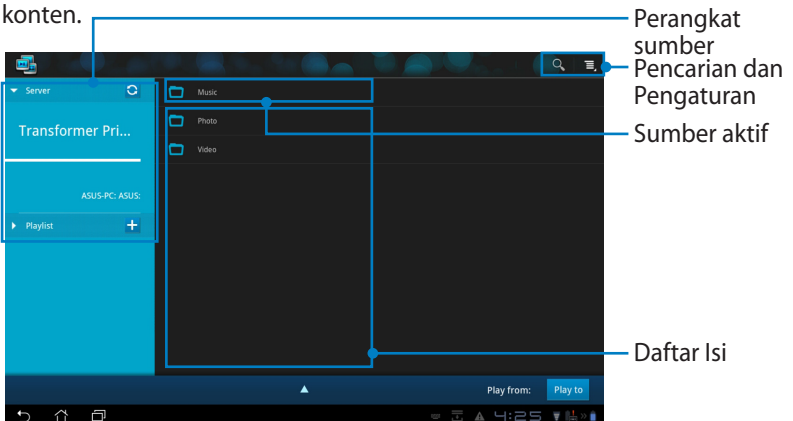 konten.
Perangkat
sumber
Pencarian dan
Pengaturan
Sumber aktif
Daftar Isi
Server
Transformer Pri...
ASUS-PC: ASUS:
Playlist
Music
Photo
Video
Play from:
Play to
4:25